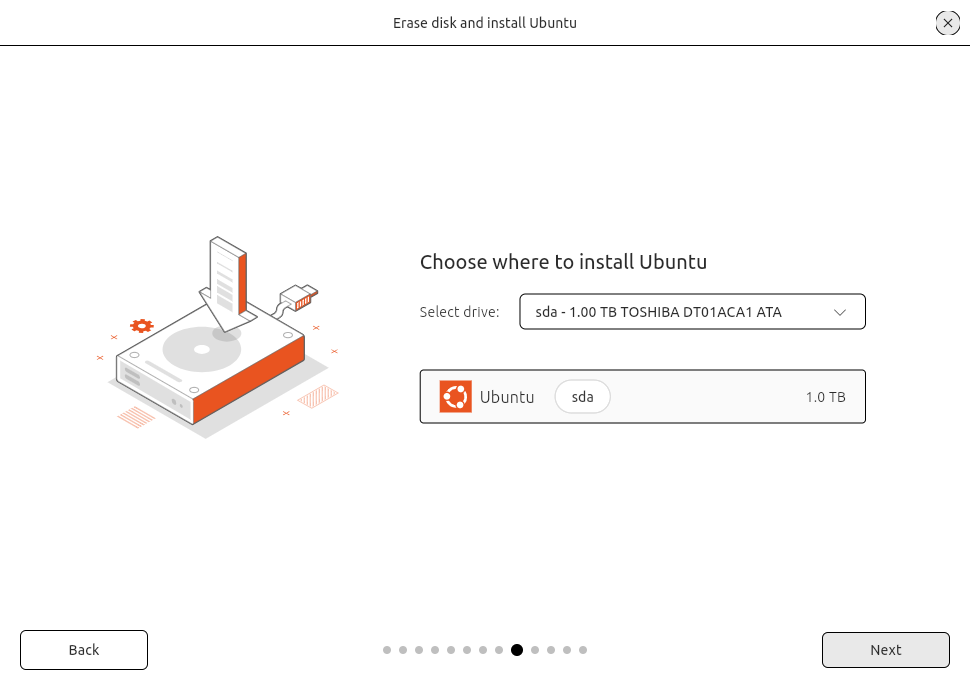 Erase disk and install Ubuntu
Choose where to install Ubuntu
Select drive: sda - 1.00 TB TOSHIBA DT01ACA1 ATA
Ubuntu sda 1.0 TB
Back Next